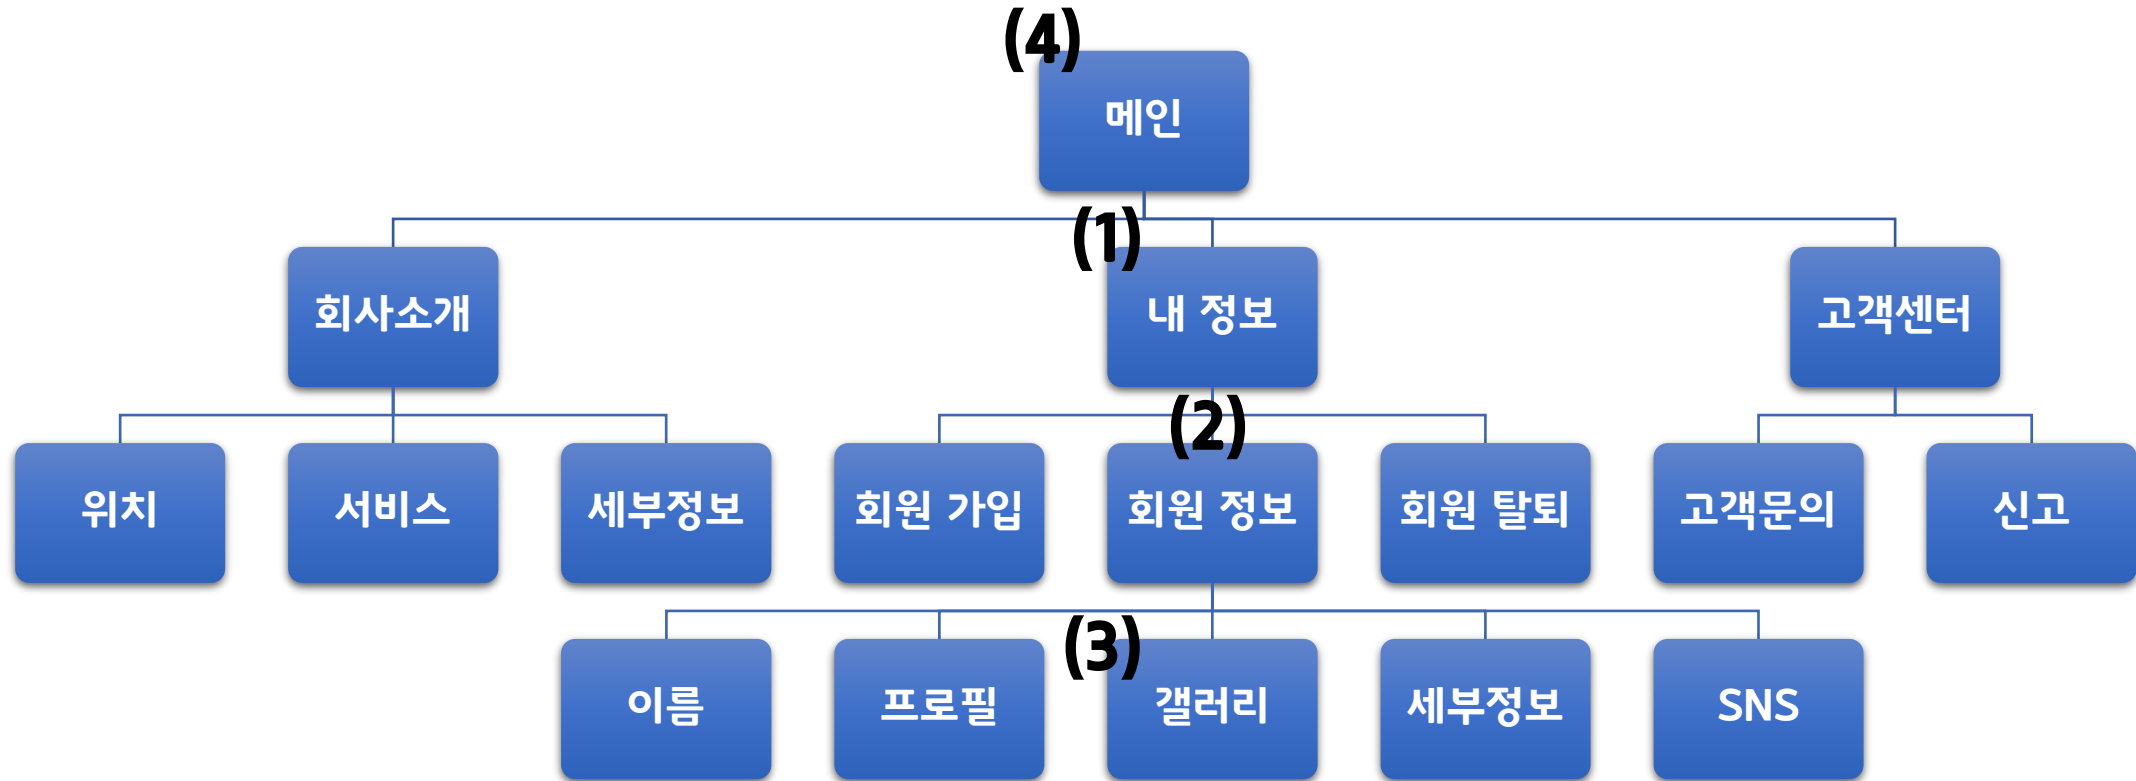 (4)
메인
(1)
회사소개
내 정보
고객센터
(2)
위치
서비스
세부정보
회원 가입
회원 정보
회원 탈퇴
고객문의
신고
(3)
이름
프로필
갤러리
세부정보
SNS